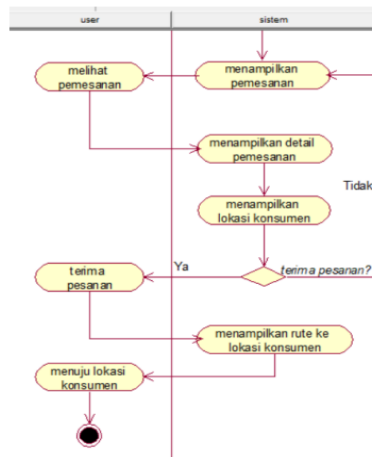 user
sistem
melihat
pemesanan
menampilkan
pemesanan
menampilkan detail
pemesanan
menampilkan
lokasi konsumen
Tidak
terima
pesanan
Ya
terima pesanan?
menampilkan rute ke
lokasi konsumen
menuju lokasi
konsumen